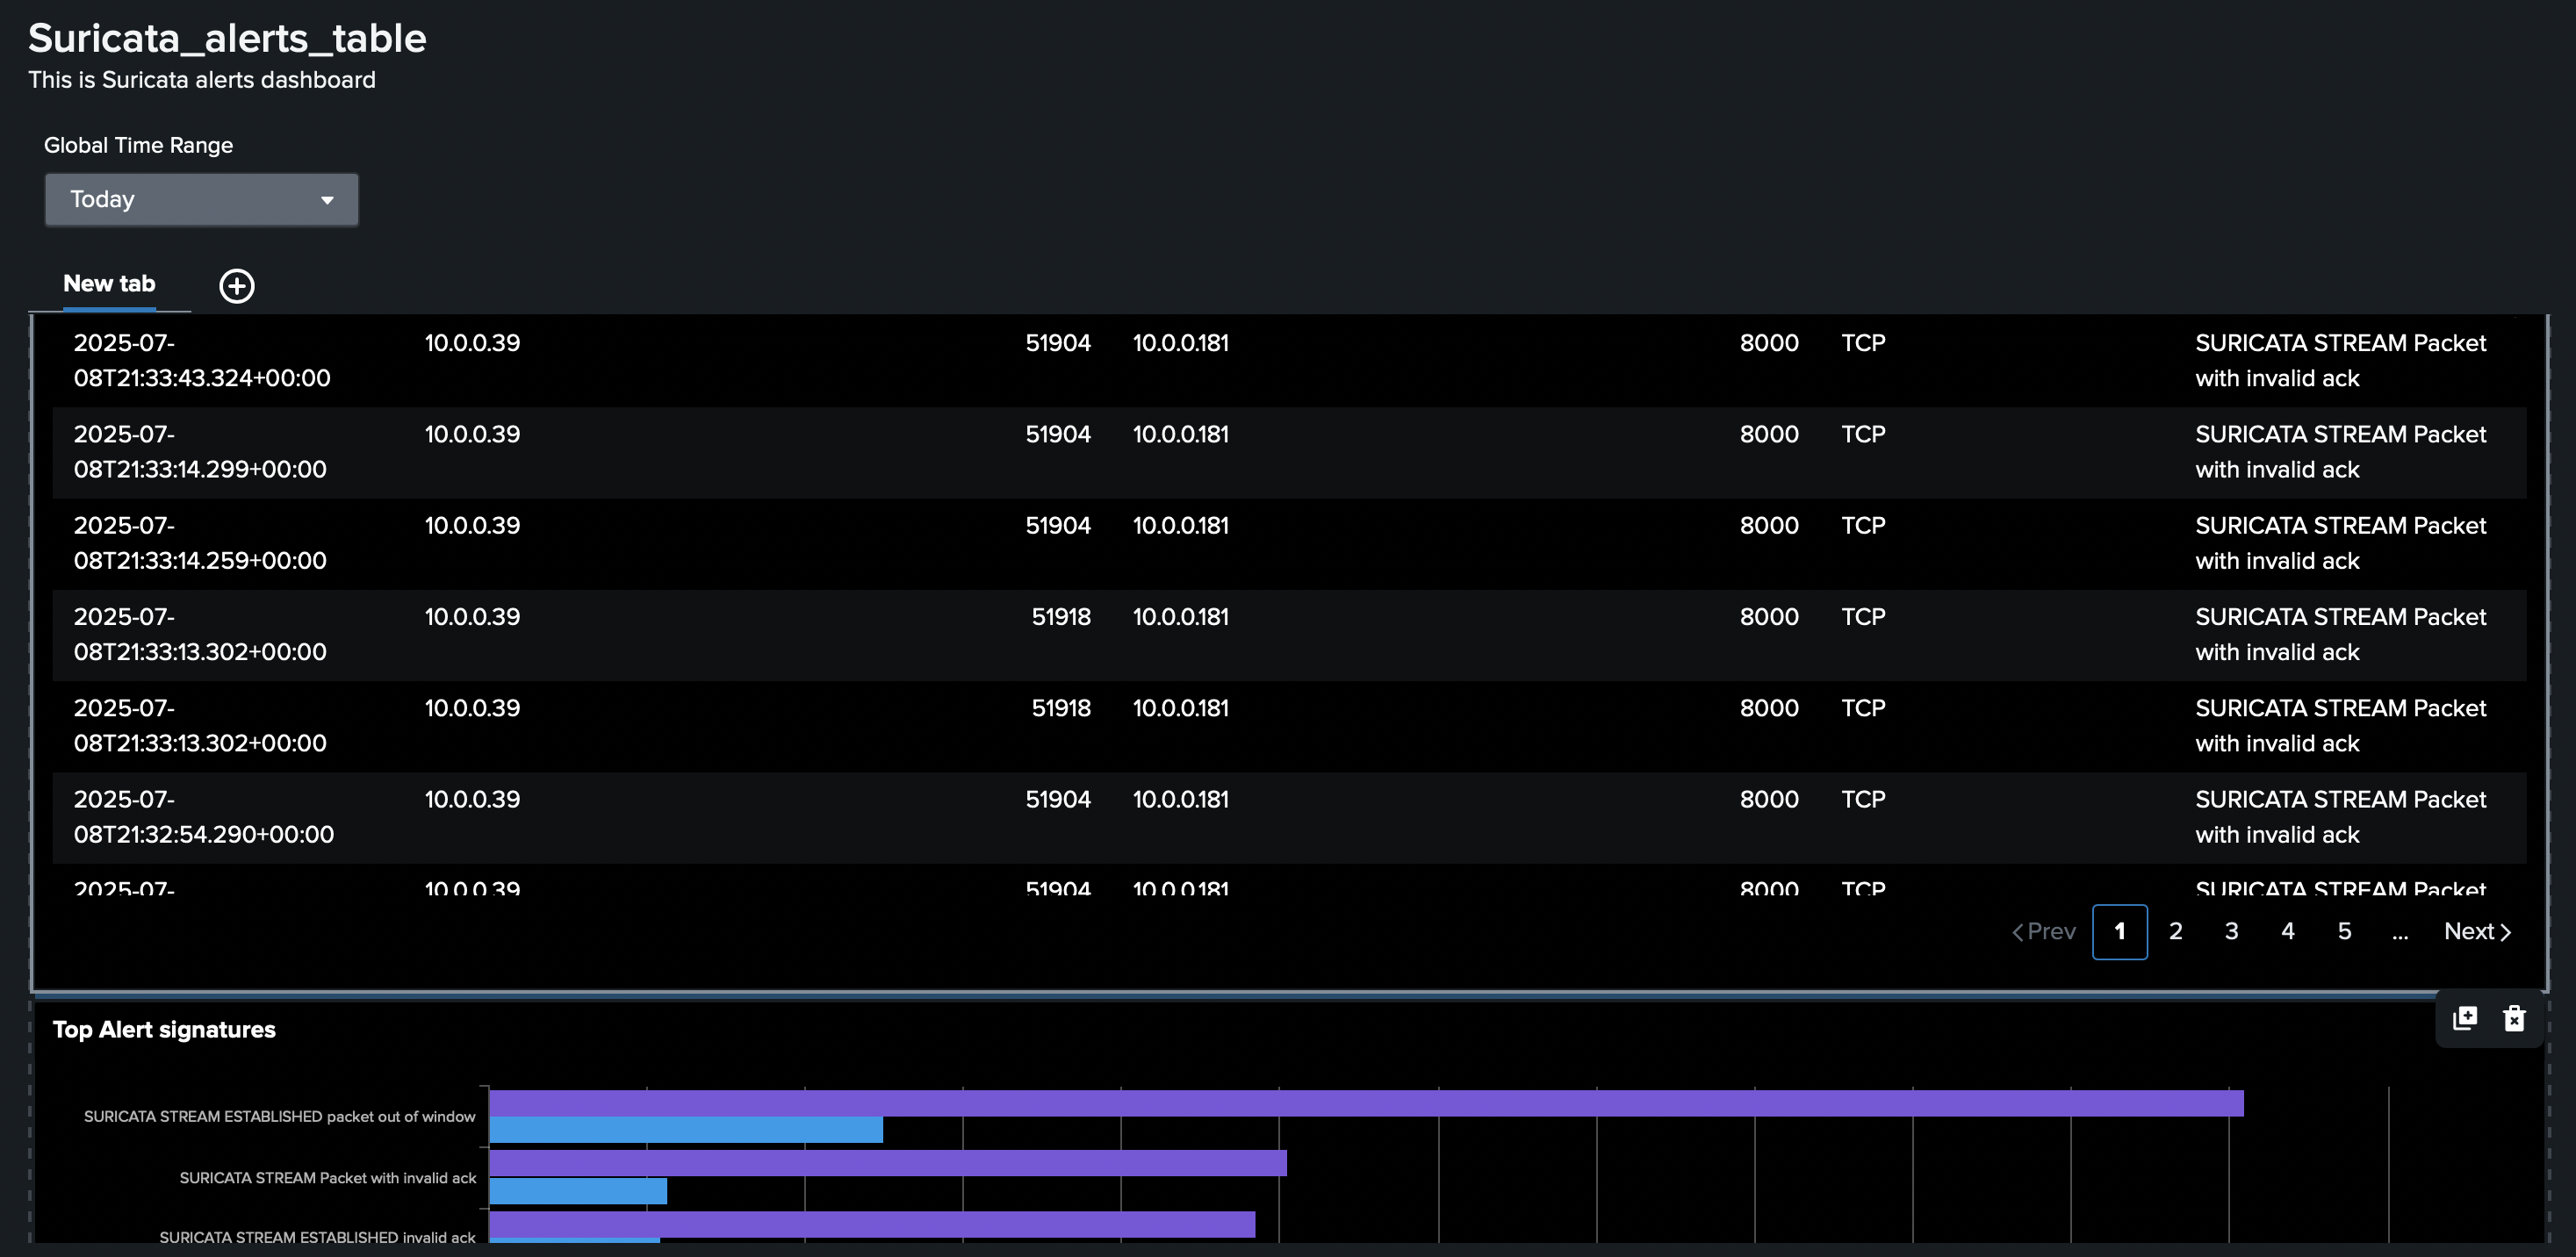 Suricata_alerts_table
This is Suricata alerts dashboard
Global Time Range
Today
New tab
2025-07- 10.0.0.39 51904 10.0.0.181 8000 TCP SURICATA STREAM Packet
08T21:33:43.324+00:00 with invalid ack
2025-07- 10.0.0.39 51904 10.0.0.181 8000 TCP SURICATA STREAM Packet
08T21:33:14.299+00:00 with invalid ack
2025-07- 10.0.0.39 51904 10.0.0.181 8000 TCP SURICATA STREAM Packet
08T21:33:14.259+00:00 with invalid ack
2025-07- 10.0.0.39 51918 10.0.0.181 8000 TCP SURICATA STREAM Packet
08T21:33:13.302+00:00 with invalid ack
2025-07- 10.0.0.39 51918 10.0.0.181 8000 TCP SURICATA STREAM Packet
08T21:33:13.302+00:00 with invalid ack
2025-07- 10.0.0.39 51904 10.0.0.181 8000 TCP SURICATA STREAM Packet
08T21:32:54.290+00:00 with invalid ack
2025-07- 10.0.0.39 51904 10.0.0.181 8000 TCP SURICATA STREAM Packet
Prev 1 2 3 4 5 ... Next
Top Alert signatures
SURICATA STREAM ESTABLISHED packet out of window
SURICATA STREAM Packet with invalid ack
SURICATA STREAM ESTABLISHED invalid ack